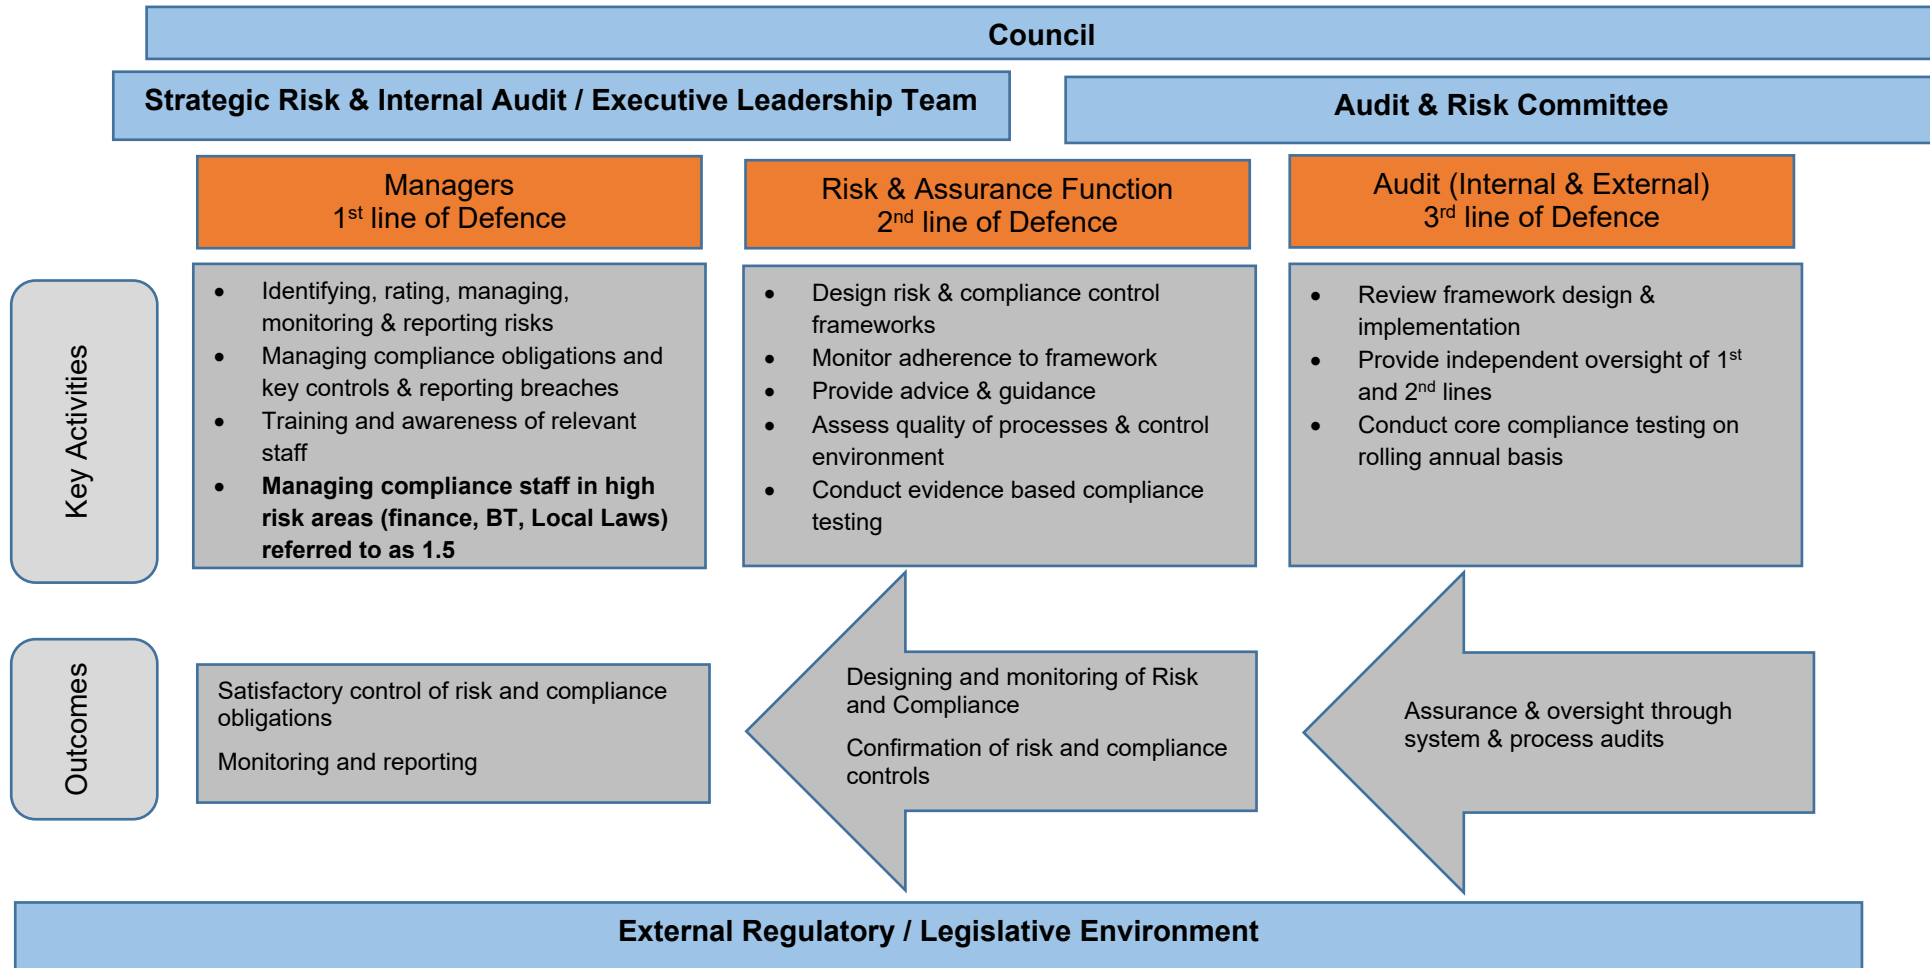 Council
Strategic Risk & Internal Audit / Executive Leadership Team
Audit & Risk Committee
Managers
1st line of Defence
Risk & Assurance Function
2nd line of Defence
Audit (Internal & External)
3rd line of Defence
Key Activities
• Identifying, rating, managing,
monitoring & reporting risks
• Managing compliance obligations and
key controls & reporting breaches
• Training and awareness of relevant
staff
• Managing compliance staff in high
risk areas (finance, BT, Local Laws)
referred to as 1.5
• Design risk & compliance control
frameworks
• Monitor adherence to framework
• Provide advice & guidance
• Assess quality of processes & control
environment
• Conduct evidence based compliance
testing
• Review framework design &
implementation
• Provide independent oversight of 1st
and 2nd lines
• Conduct core compliance testing on
rolling annual basis
Outcomes
Satisfactory control of risk and compliance
obligations
Monitoring and reporting
Designing and monitoring of Risk
and Compliance
Confirmation of risk and compliance
controls
Assurance & oversight through
system & process audits
External Regulatory / Legislative Environment